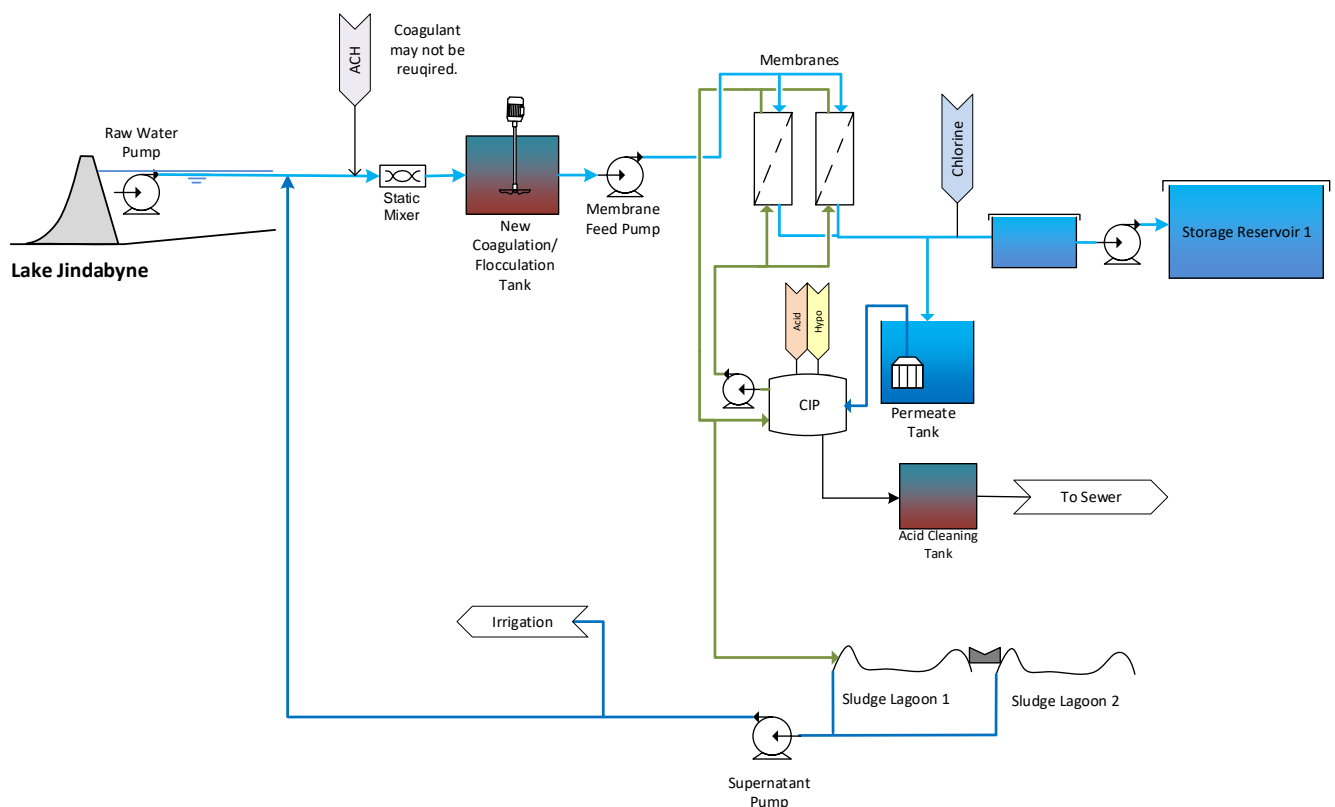 ACH
Coagulant
may not be
reuqired.
Membranes
Raw Water
Pump
Chlorine
Static
Mixer
New
Coagulation/
Flocculation
Tank
Membrane
Feed Pump
Storage Reservoir 1
Lake Jindabyne
Acid
Hypo
CIP
Permeate
Tank
To Sewer
Acid Cleaning
Tank
Irrigation
Sludge Lagoon 1
Sludge Lagoon 2
Supernatant
Pump